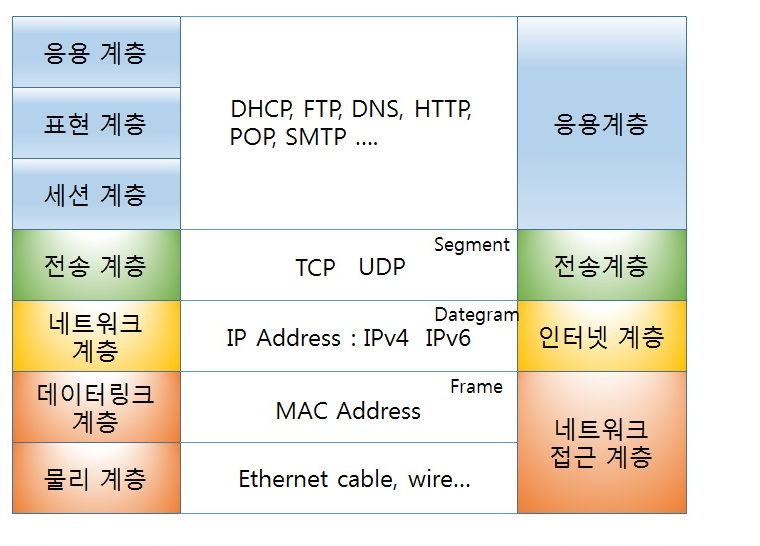 응용 계층
표현 계층
세션 계층
DHCP, FTP, DNS, HTTP,
POP, SMTP ....
응용계층
전송 계층
Segment
TCP UDP
전송계층
네트워크
계층
Dategram
IP Address : IPv4 IPv6
인터넷 계층
데이터링크
계층
Frame
MAC Address
물리 계층
Ethernet cable, wire...
네트워크
접근 계층